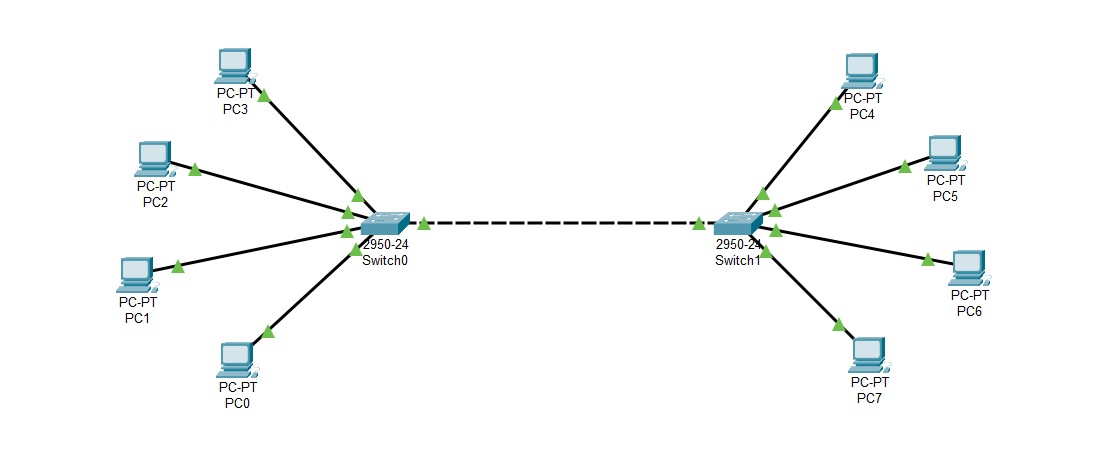 PC-PT
PC3
PC-PT
PC4
PC-PT
PC2
PC-PT
PC5
2950-24
Switch0
2950-24
Switch1
PC-PT
PC1
PC-PT
PC6
PC-PT
PC0
PC-PT
PC7